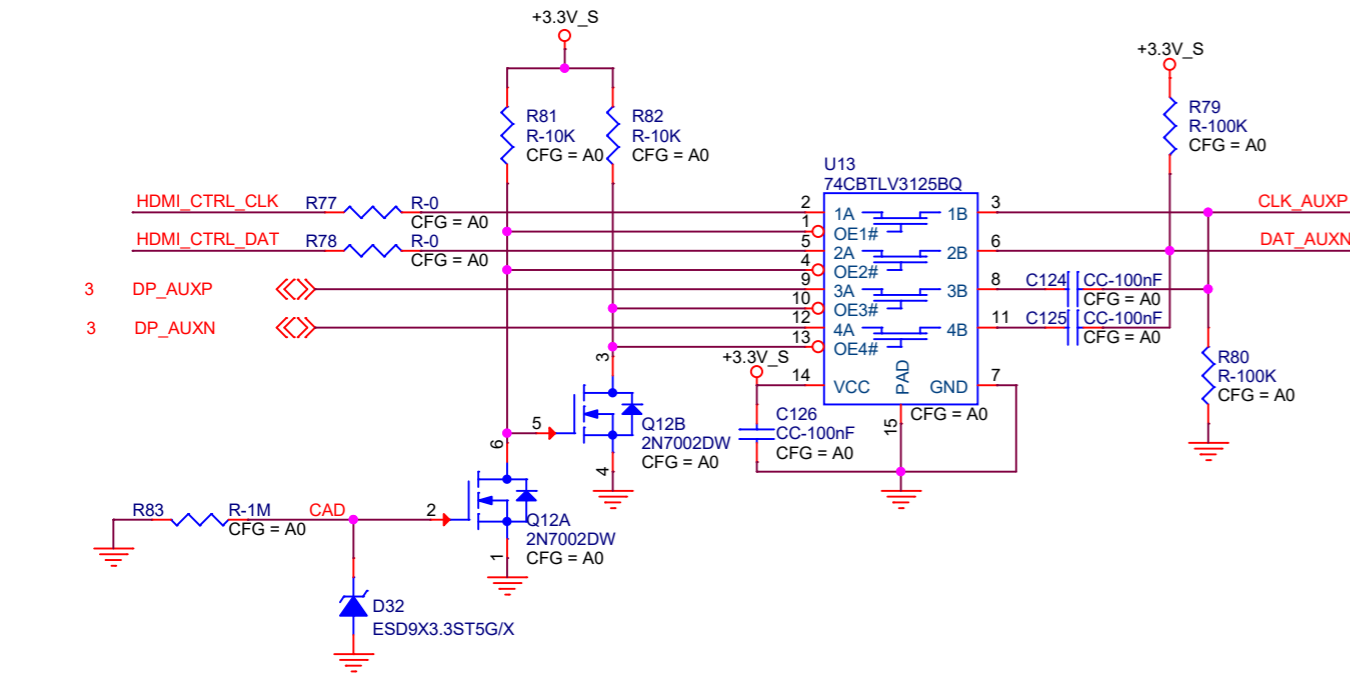 +3.3V_S
+3.3V_S
R81
R-10K
CFG = A0
R82
R-10K
CFG = A0
R79
R-100K
CFG = A0
U13
74CBTLV3125BQ
HDMI_CTRL_CLK
R77
R-0
CFG = A0
2
1A
1B
3
CLK_AUXP
1
OE1#
HDMI_CTRL_DAT
R78
R-0
CFG = A0
5
2A
2B
6
DAT_AUXN
4
OE2#
3
DP_AUXP
9
3A
3B
8
C124
CC-100nF
CFG = A0
10
OE3#
3
DP_AUXN
12
4A
4B
11
C125
CC-100nF
CFG = A0
13
OE4#
+3.3V_S
14
VCC
PAD
GND
7
15
CFG = A0
R80
R-100K
CFG = A0
C126
CC-100nF
CFG = A0
3
5
4
Q12B
2N7002DW
CFG = A0
6
2
1
Q12A
2N7002DW
CFG = A0
R83
R-1M
CFG = A0
CAD
D32
ESD9X3.3ST5G/X